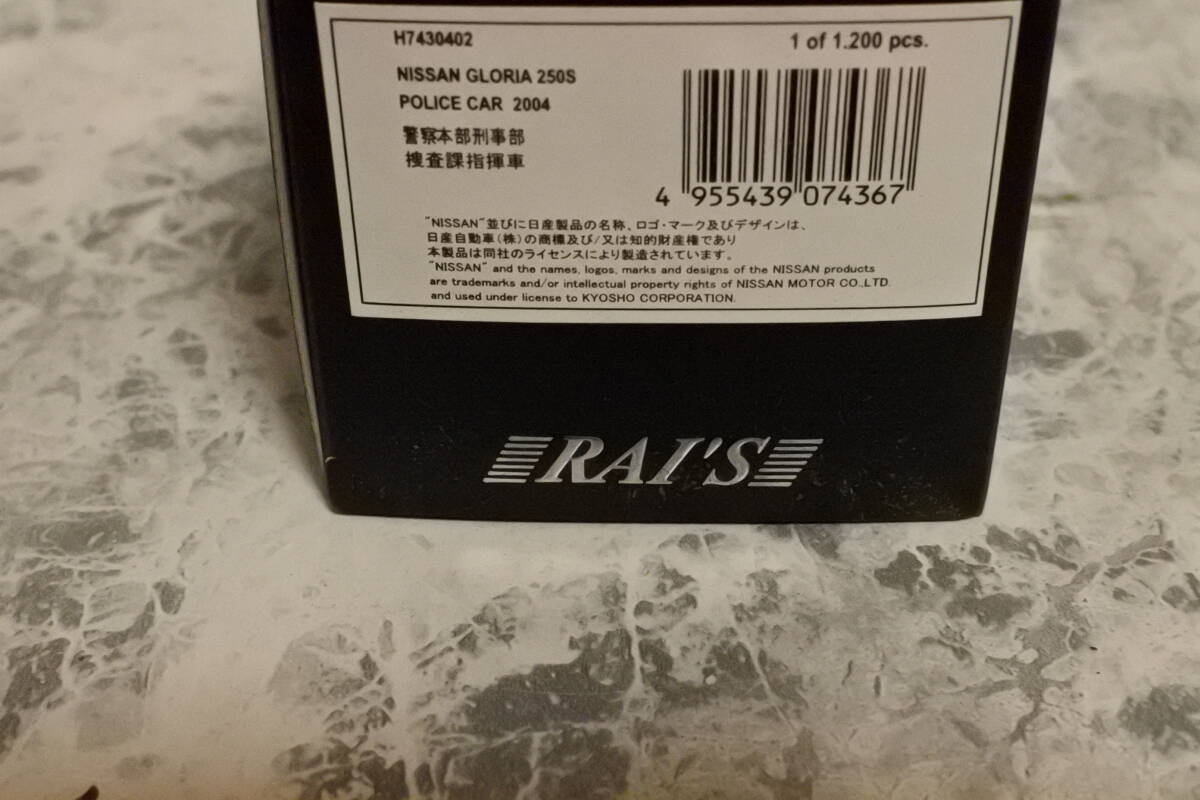 H7430402
1 of 1.200 pcs.
NISSAN GLORIA 250S
POLICE CAR 2004
警察本部刑事部
捜査課指揮車
4 955439 074367
"NISSAN"並びに日産製品の名称、ロゴ・マーク及びデザインは、
日産自動車(株)の商標及び/又は知的財産権であり
本製品は同社のライセンスにより製造されています。
"NISSAN" and the names, logos, marks and designs of the NISSAN products
are trademarks and/or intellectual property rights of NISSAN MOTOR CO.,LTD.
and used under license to KYOSHO CORPORATION.
RAI'S